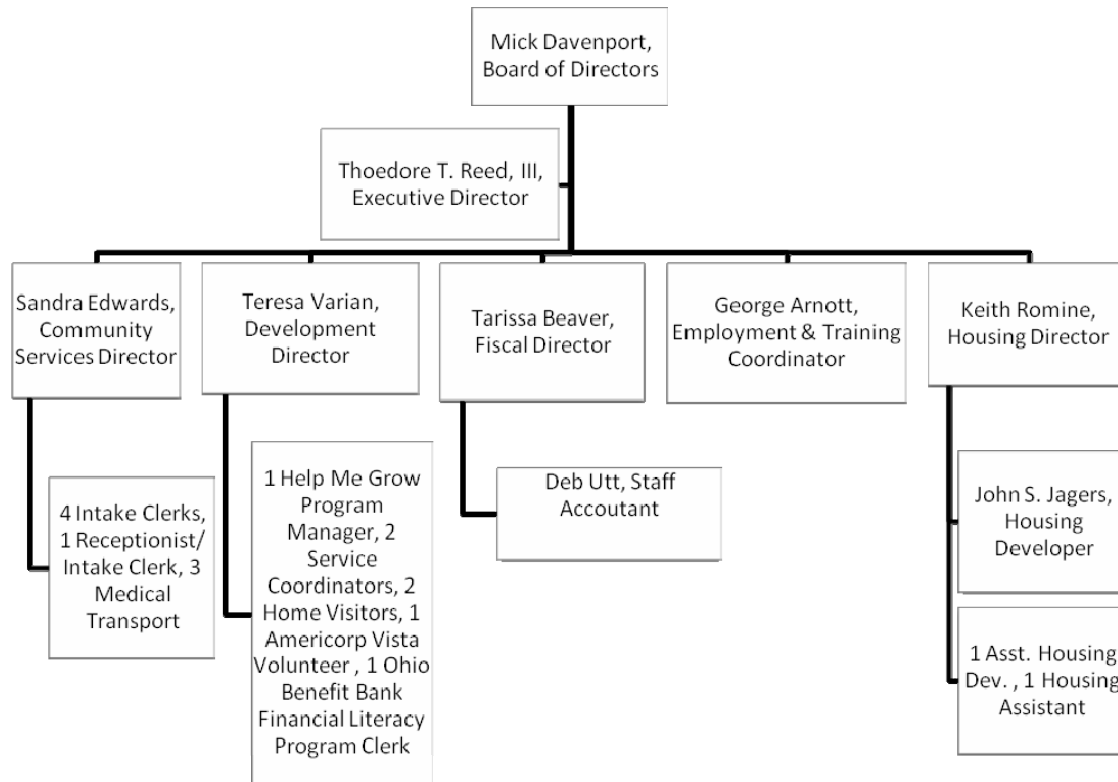 Mick Davenport,
Board of Directors
Thoedore T. Reed, III,
Executive Director
Sandra Edwards,
Community
Services Director
Teresa Varian,
Development
Director
Tarissa Beaver,
Fiscal Director
George Arnott,
Employment & Training
Coordinator
Keith Romine,
Housing Director
4 Intake Clerks,
1 Receptionist/
Intake Clerk, 3
Medical
Transport
1 Help Me Grow
Program
Manager, 2
Service
Coordinators, 2
Home Visitors, 1
Americorp Vista
Volunteer , 1 Ohio
Benefit Bank
Financial Literacy
Program Clerk
Deb Utt, Staff
Accoutant
John S. Jagers,
Housing
Developer
1 Asst. Housing
Dev. , 1 Housing
Assistant